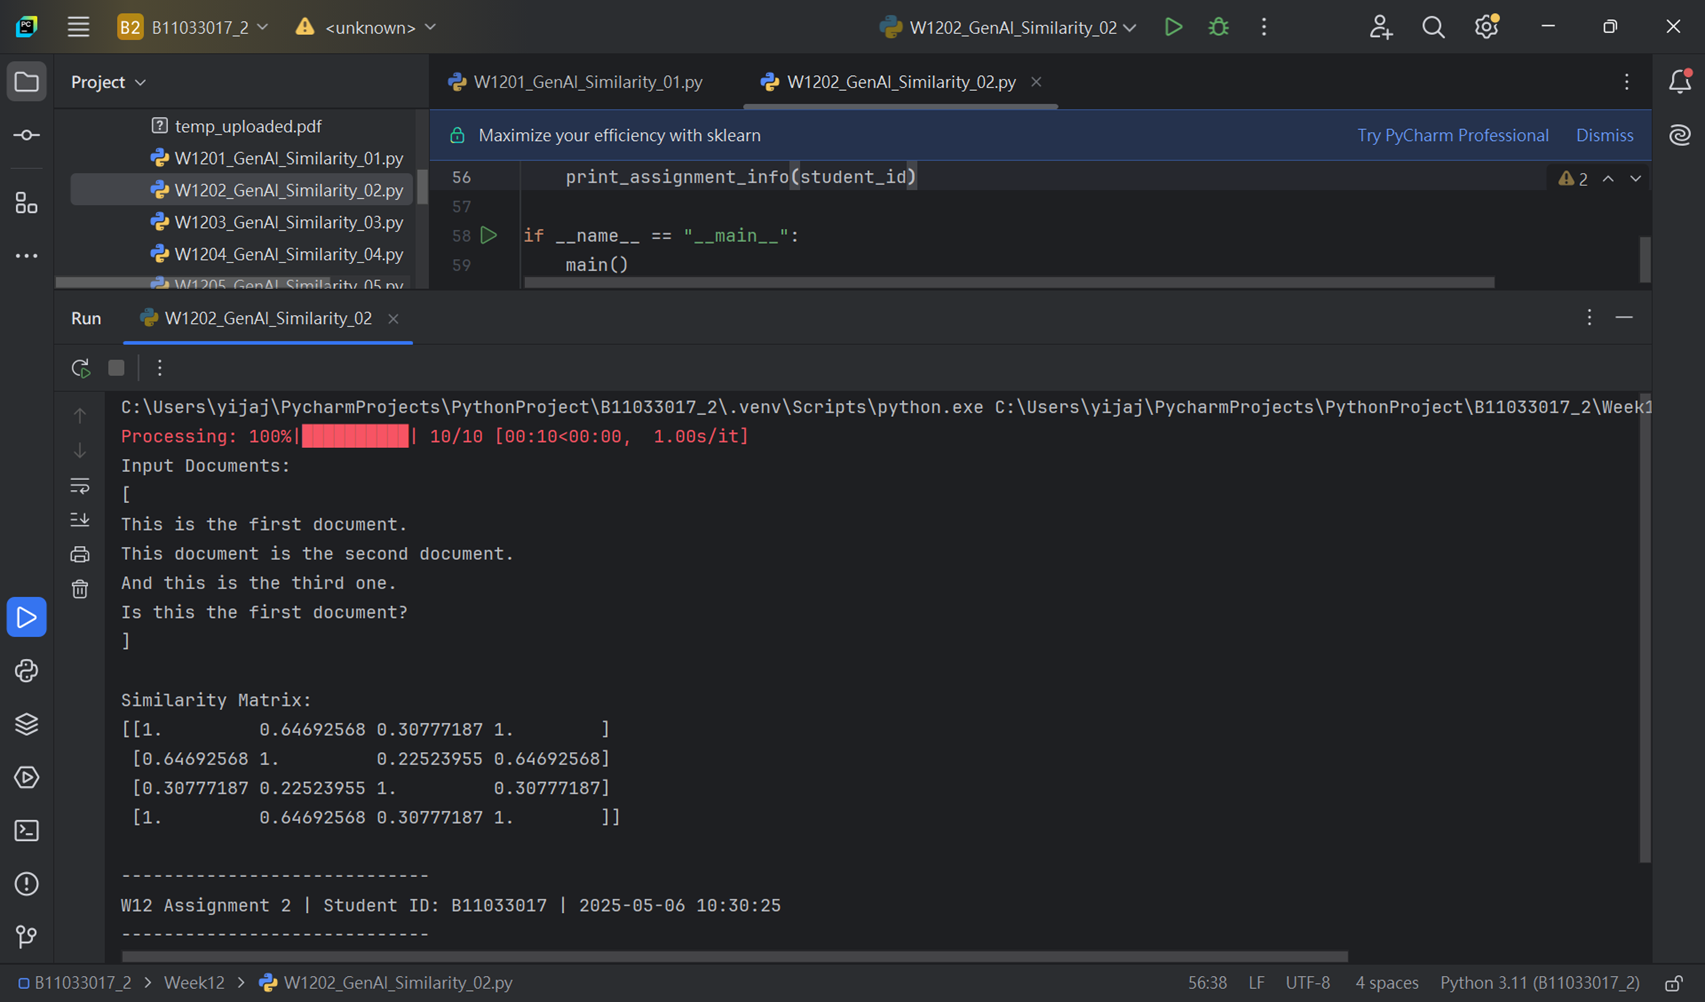 B2 B11033017_2 <unknown> W1202_GenAI_Similarity_02
Project
W1201_GenAI_Similarity_01.py W1202_GenAI_Similarity_02.py
temp_uploaded.pdf
W1201_GenAI_Similarity_01.py
W1202_GenAI_Similarity_02.py
W1203_GenAI_Similarity_03.py
W1204_GenAI_Similarity_04.py
W1205_GenAI_Similarity_05.py
Maximize your efficiency with sklearn Try PyCharm Professional Dismiss
56 print_assignment_info(student_id) 2
57
58 if __name__ == "__main__":
59 main()
Run W1202_GenAI_Similarity_02
C:\Users\yijaj\PycharmProjects\PythonProject\B11033017_2\.venv\Scripts\python.exe C:\Users\yijaj\PycharmProjects\PythonProject\B11033017_2\Week1
Processing: 100%|██████████| 10/10 [00:10<00:00,  1.00s/it]
Input Documents:
[
This is the first document.
This document is the second document.
And this is the third one.
Is this the first document?
]
Similarity Matrix:
[[1.         0.64692568 0.30777187 1.        ]
 [0.64692568 1.         0.22523955 0.64692568]
 [0.30777187 0.22523955 1.         0.30777187]
 [1.         0.64692568 0.30777187 1.        ]]
-----------------------------
W12 Assignment 2 | Student ID: B11033017 | 2025-05-06 10:30:25
-----------------------------
B11033017_2 > Week12 > W1202_GenAI_Similarity_02.py 56:38 LF UTF-8 4 spaces Python 3.11 (B11033017_2)